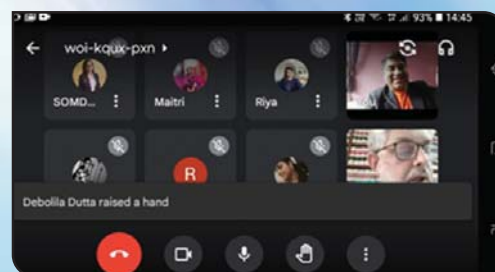 93% 14:45
woi-kqux-pxn
SOMD... Maitri Riya
R
Debolila Dutta raised a hand